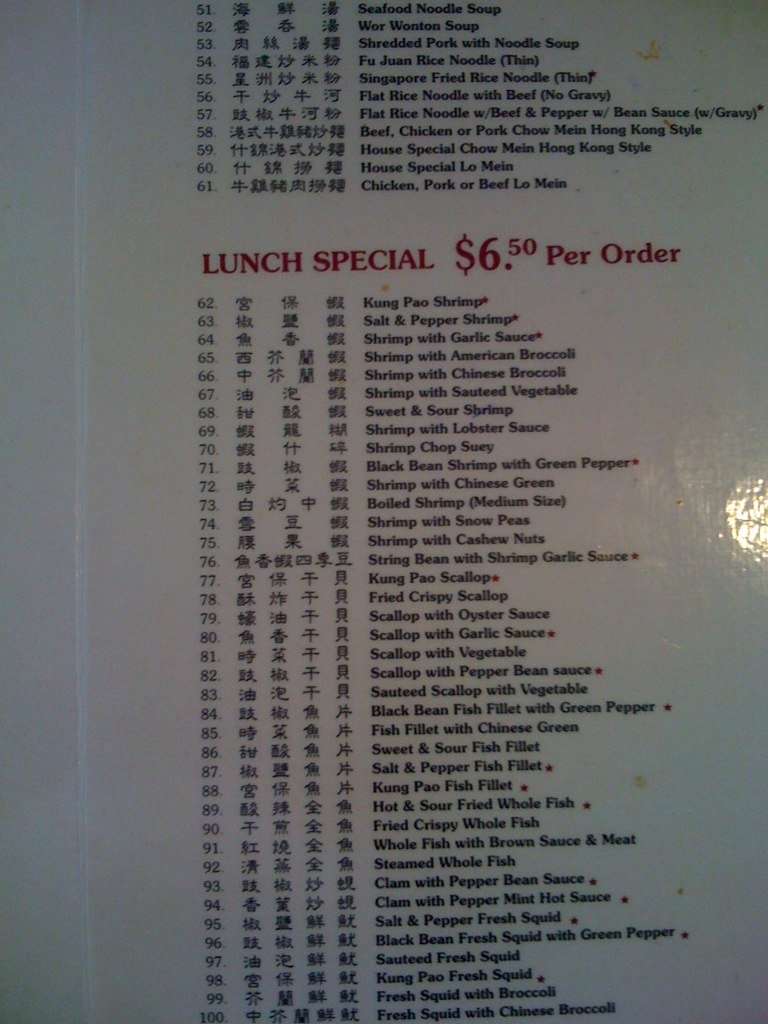 51. 海鮮湯 Seafood Noodle Soup
52. 雲吞湯 Wor Wonton Soup
53. 肉絲湯麵 Shredded Pork with Noodle Soup
54. 福建炒米粉 Fu Juan Rice Noodle (Thin)
55. 星洲炒米粉 Singapore Fried Rice Noodle (Thin)*
56. 干炒牛河 Flat Rice Noodle with Beef (No Gravy)
57. 豉椒牛河粉 Flat Rice Noodle w/Beef & Pepper w/ Bean Sauce (w/Gravy)*
58. 港式牛雞豬炒麵 Beef, Chicken or Pork Chow Mein Hong Kong Style
59. 什錦港式炒麵 House Special Chow Mein Hong Kong Style
60. 什錦撈麵 House Special Lo Mein
61. 牛雞豬肉撈麵 Chicken, Pork or Beef Lo Mein
LUNCH SPECIAL $6.50 Per Order
62. 宮保蝦 Kung Pao Shrimp*
63. 椒鹽蝦 Salt & Pepper Shrimp*
64. 魚香蝦 Shrimp with Garlic Sauce*
65. 西芥蘭蝦 Shrimp with American Broccoli
66. 中芥蘭蝦 Shrimp with Chinese Broccoli
67. 油泡蝦 Shrimp with Sauteed Vegetable
68. 甜酸蝦 Sweet & Sour Shrimp
69. 蝦龍糊 Shrimp with Lobster Sauce
70. 蝦什碎 Shrimp Chop Suey
71. 豉椒蝦 Black Bean Shrimp with Green Pepper*
72. 時菜蝦 Shrimp with Chinese Green
73. 白灼中蝦 Boiled Shrimp (Medium Size)
74. 雪豆蝦 Shrimp with Snow Peas
75. 腰果蝦 Shrimp with Cashew Nuts
76. 魚香蝦四季豆 String Bean with Shrimp Garlic Sauce*
77. 宮保干貝 Kung Pao Scallop*
78. 酥炸干貝 Fried Crispy Scallop
79. 蠔油干貝 Scallop with Oyster Sauce
80. 魚香干貝 Scallop with Garlic Sauce*
81. 時菜干貝 Scallop with Vegetable
82. 豉椒干貝 Scallop with Pepper Bean sauce*
83. 油泡干貝 Sauteed Scallop with Vegetable
84. 豉椒魚片 Black Bean Fish Fillet with Green Pepper *
85. 時菜魚片 Fish Fillet with Chinese Green
86. 甜酸魚片 Sweet & Sour Fish Fillet
87. 椒鹽魚片 Salt & Pepper Fish Fillet*
88. 宮保魚片 Kung Pao Fish Fillet *
89. 酸辣全魚 Hot & Sour Fried Whole Fish *
90. 干煎全魚 Fried Crispy Whole Fish
91. 紅燒全魚 Whole Fish with Brown Sauce & Meat
92. 清蒸全魚 Steamed Whole Fish
93. 豉椒炒蜆 Clam with Pepper Bean Sauce *
94. 香葉炒蜆 Clam with Pepper Mint Hot Sauce *
95. 椒鹽鮮魷 Salt & Pepper Fresh Squid *
96. 豉椒鮮魷 Black Bean Fresh Squid with Green Pepper *
97. 油泡鮮魷 Sauteed Fresh Squid
98. 宮保鮮魷 Kung Pao Fresh Squid *
99. 芥蘭鮮魷 Fresh Squid with Broccoli
100. 中芥蘭鮮魷 Fresh Squid with Chinese Broccoli